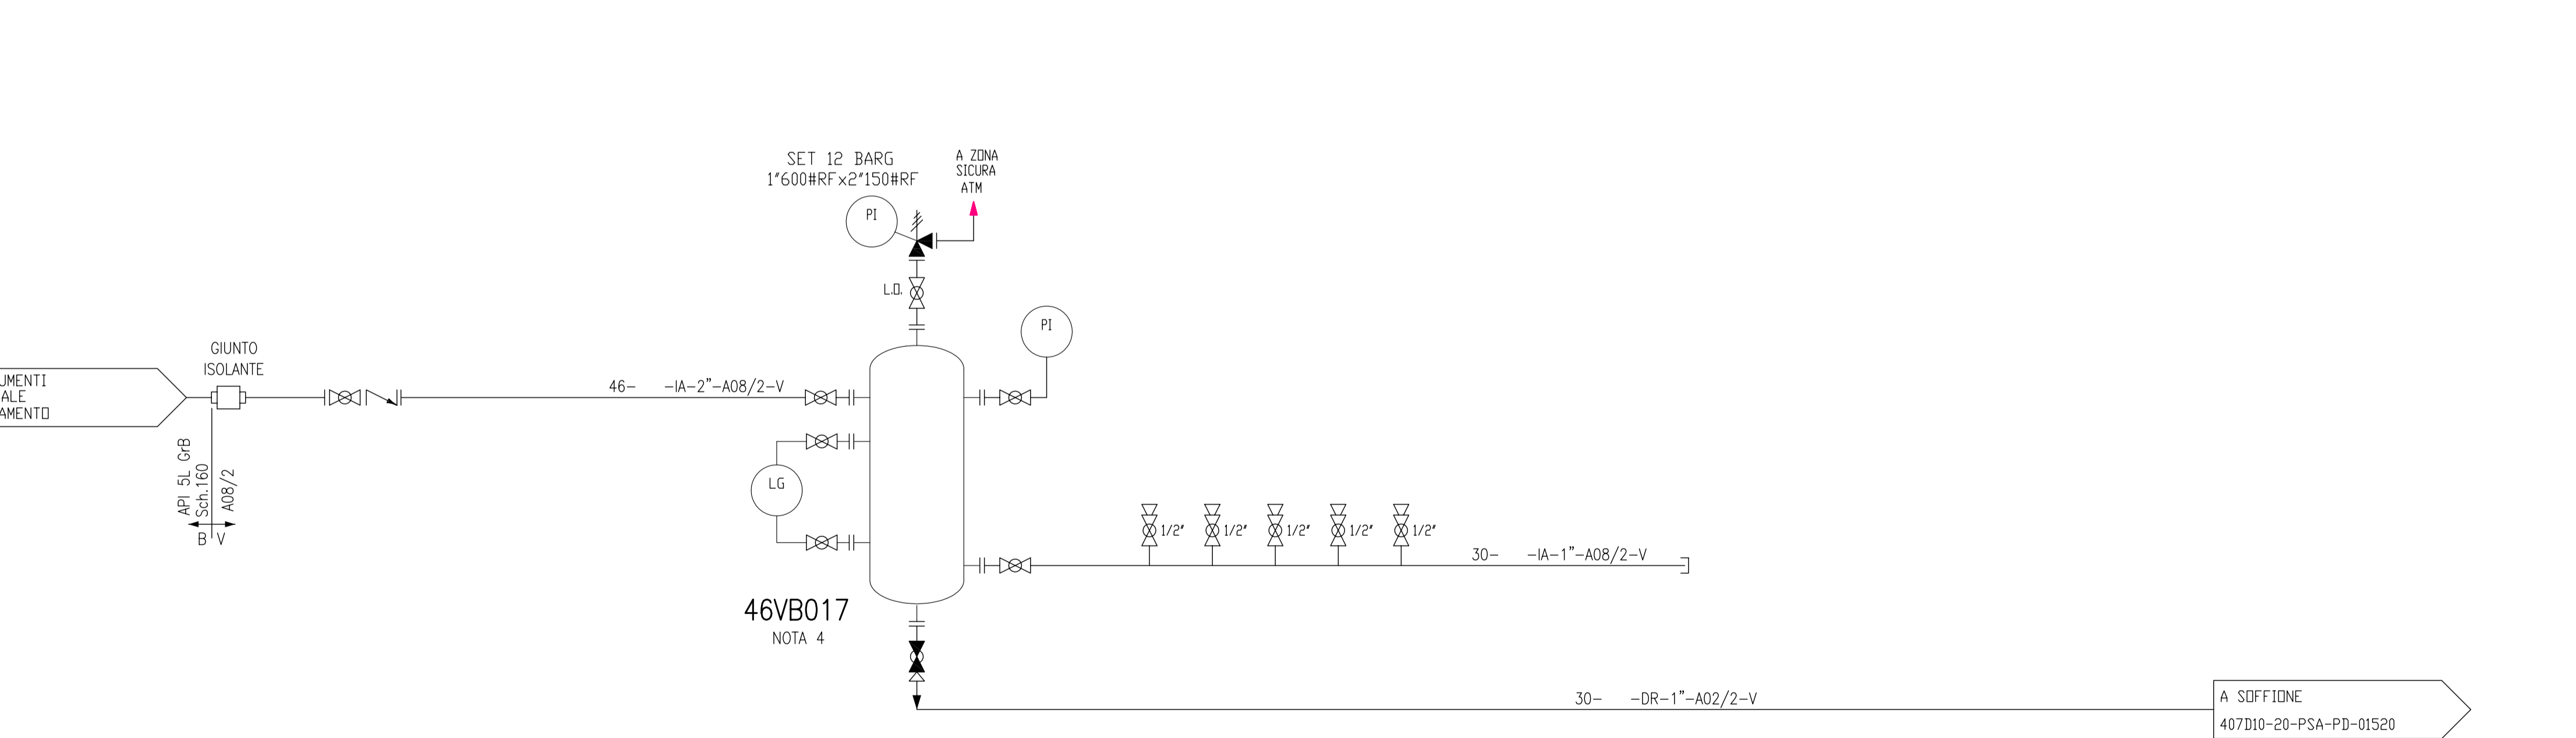 SET 12 BARG
1"600#RFx2"150#RF
A ZONA
SICURA
ATM
PI
L.O.
PI
GIUNTO
ISOLANTE
UMENTI
ALE
AMENTO
46- -IA-2"-A08/2-V
API 5L GrB
Sch.160
A08/2
B V
LG
1/2" 1/2" 1/2" 1/2" 1/2"
30- -IA-1"-A08/2-V
46VB017
NOTA 4
30- -DR-1"-A02/2-V
A SOFFIONE
407D10-20-PSA-PD-01520